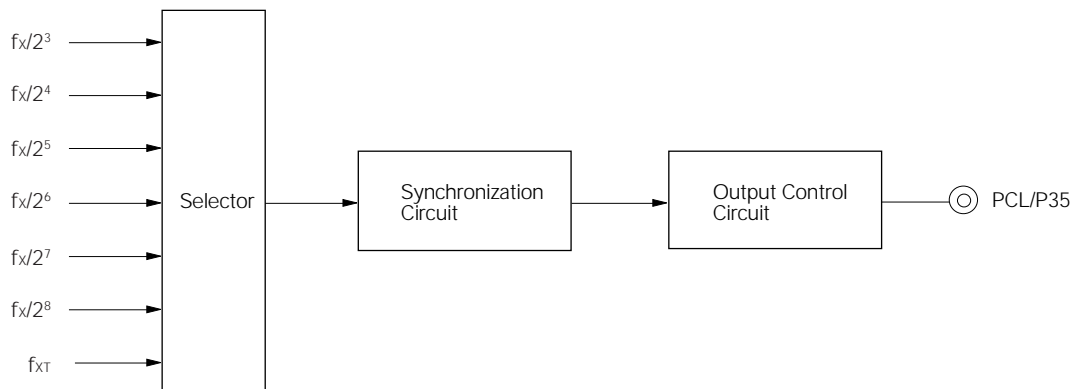 fX/2³
fX/2⁴
fX/2⁵
fX/2⁶
fX/2⁷
fX/2⁸
fXT
Selector
Synchronization
Circuit
Output Control
Circuit
PCL/P35